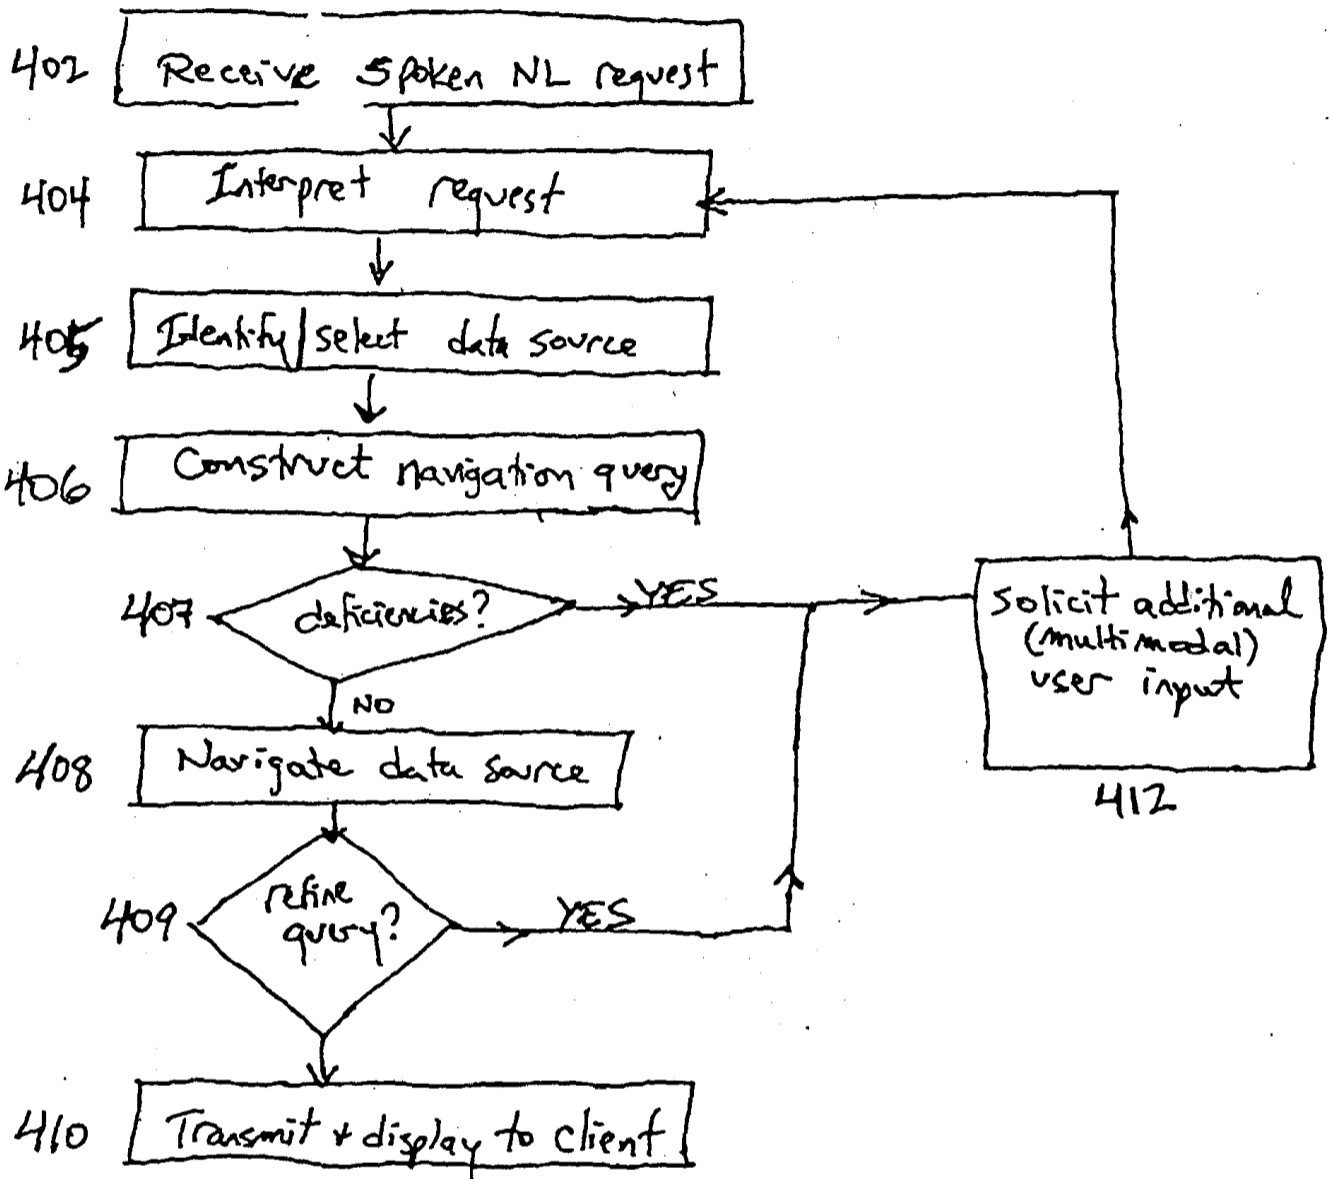 402 Receive Spoken NL request
404 Interpret request
405 Identify/select data source
406 Construct navigation query
407 deficiencies? YES
NO
solicit additional
(multimodal)
user input
412
408 Navigate data source
409 refine
query? YES
410 Transmit + display to client